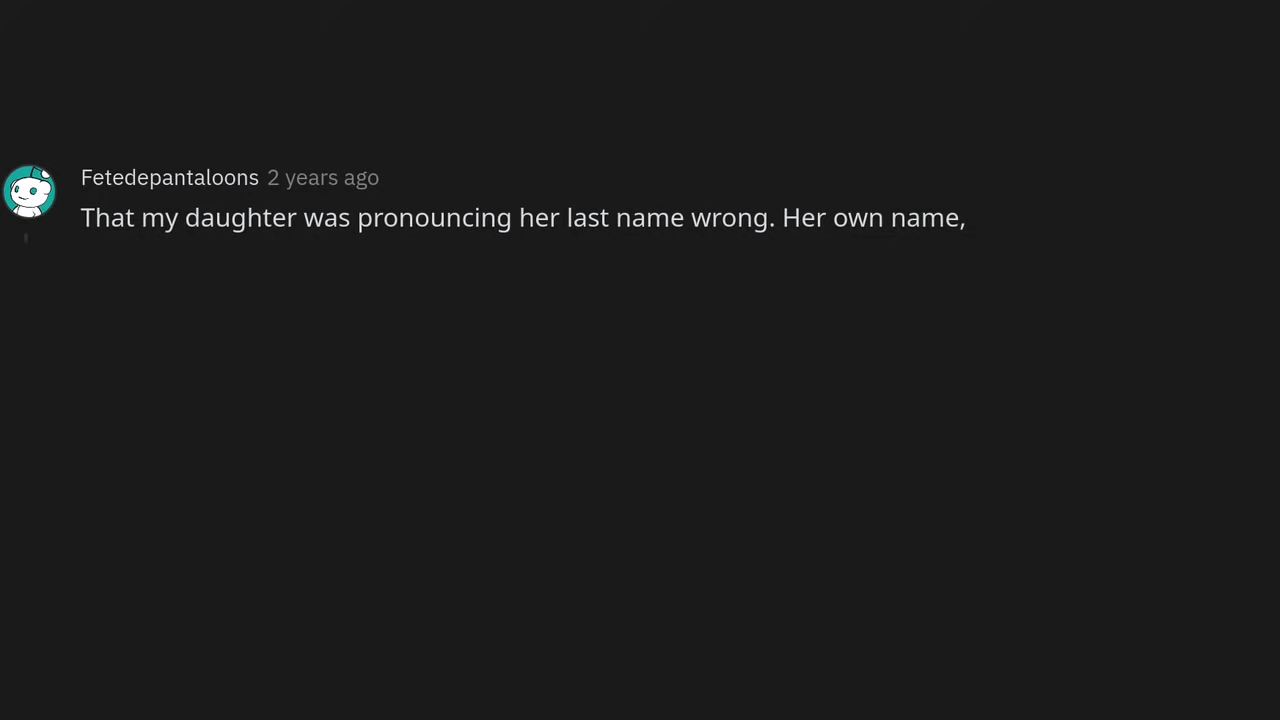 Fetedepantaloons 2 years ago
That my daughter was pronouncing her last name wrong. Her own name,